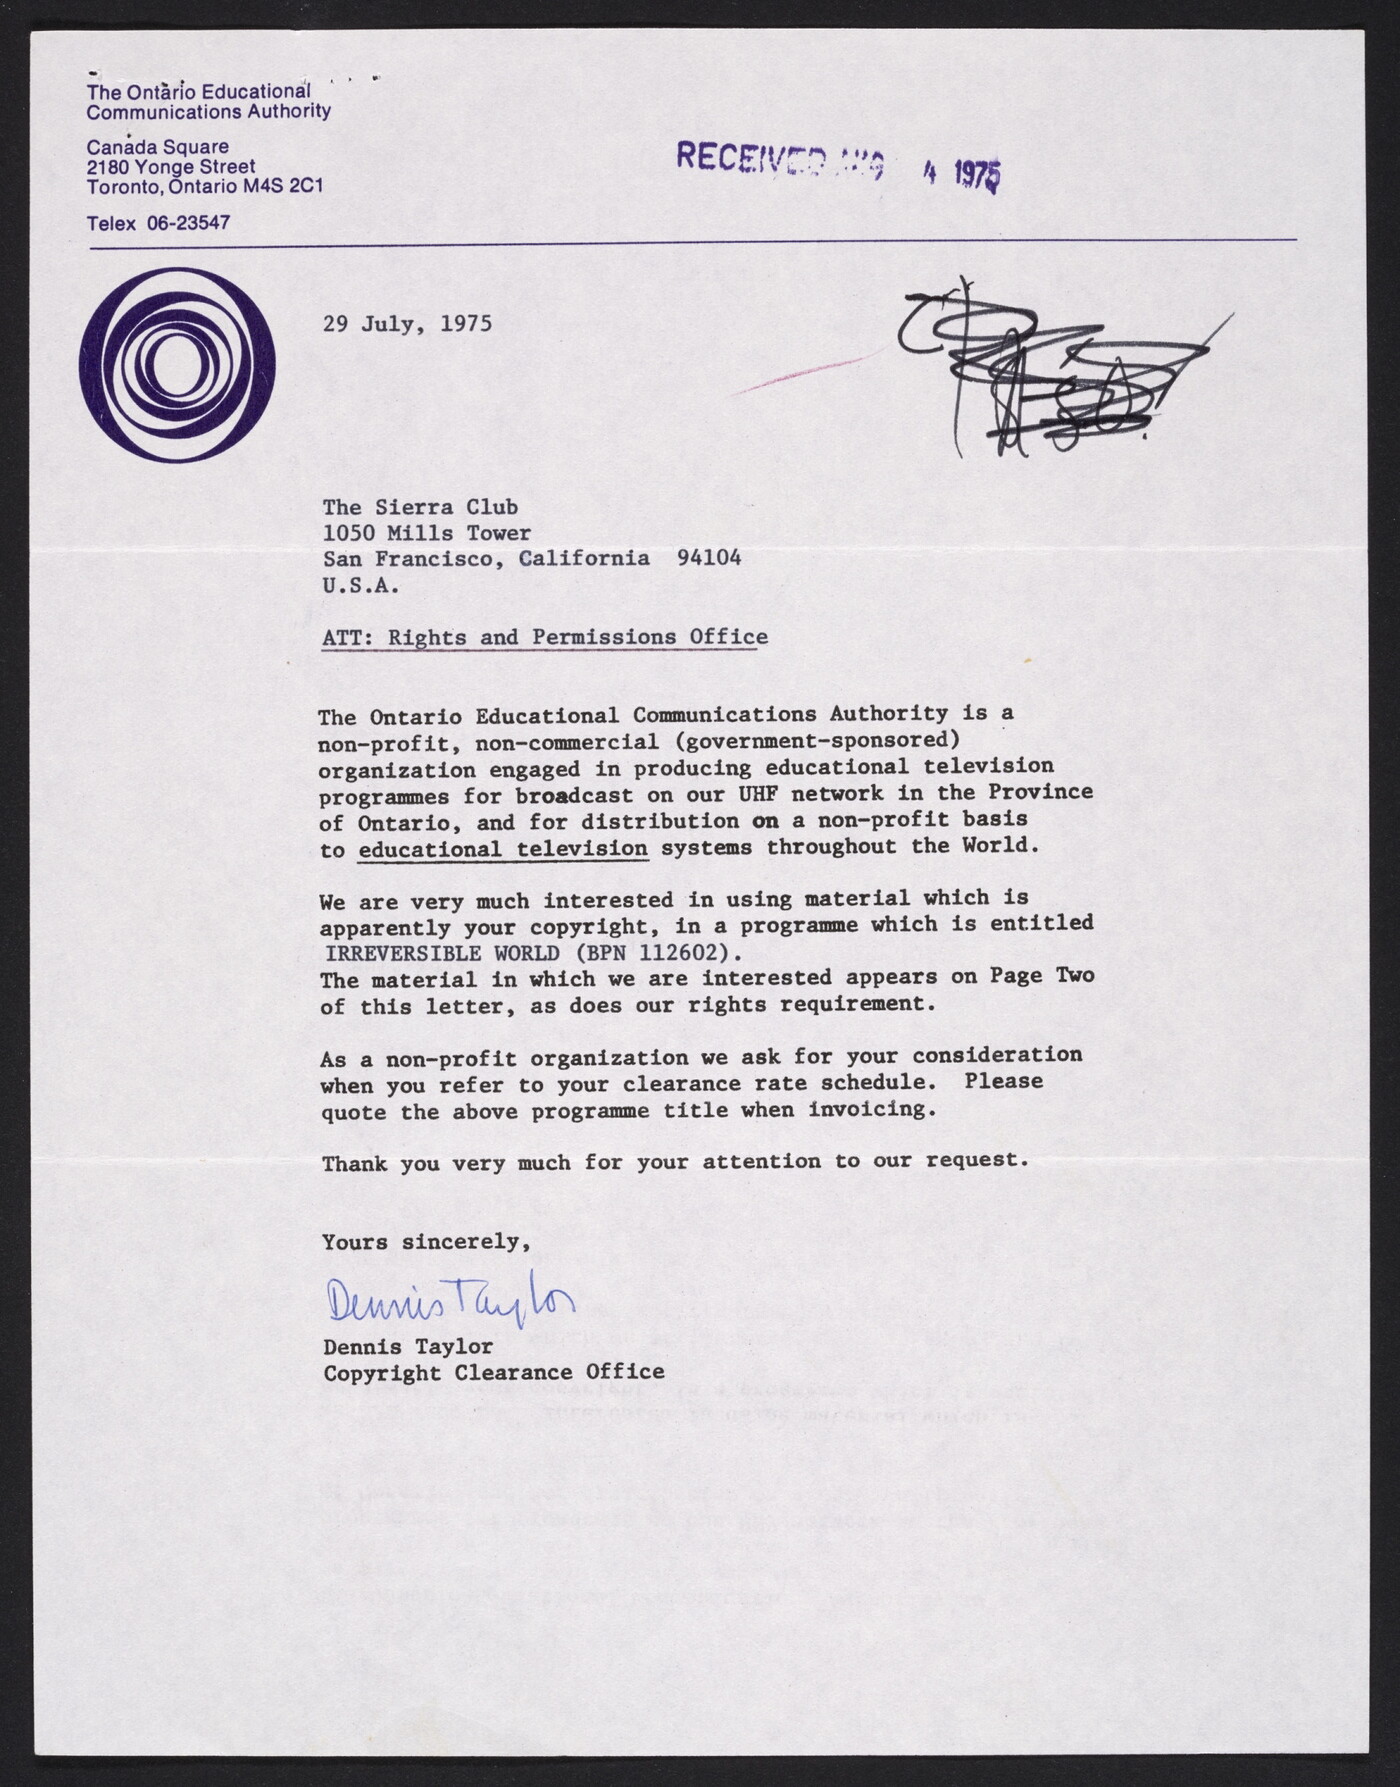 The Ontario Educational
Communications Authority
Canada Square
2180 Yonge Street
Toronto, Ontario M4S 2C1
Telex 06-23547
RECEIVED AUG 4 1975
29 July, 1975
The Sierra Club
1050 Mills Tower
San Francisco, California 94104
U.S.A.
ATT: Rights and Permissions Office
The Ontario Educational Communications Authority is a
non-profit, non-commercial (government-sponsored)
organization engaged in producing educational television
programmes for broadcast on our UHF network in the Province
of Ontario, and for distribution on a non-profit basis
to educational television systems throughout the World.
We are very much interested in using material which is
apparently your copyright, in a programme which is entitled
IRREVERSIBLE WORLD (BPN 112602).
The material in which we are interested appears on Page Two
of this letter, as does our rights requirement.
As a non-profit organization we ask for your consideration
when you refer to your clearance rate schedule. Please
quote the above programme title when invoicing.
Thank you very much for your attention to our request.
Yours sincerely,
Dennis Taylor
Dennis Taylor
Copyright Clearance Office